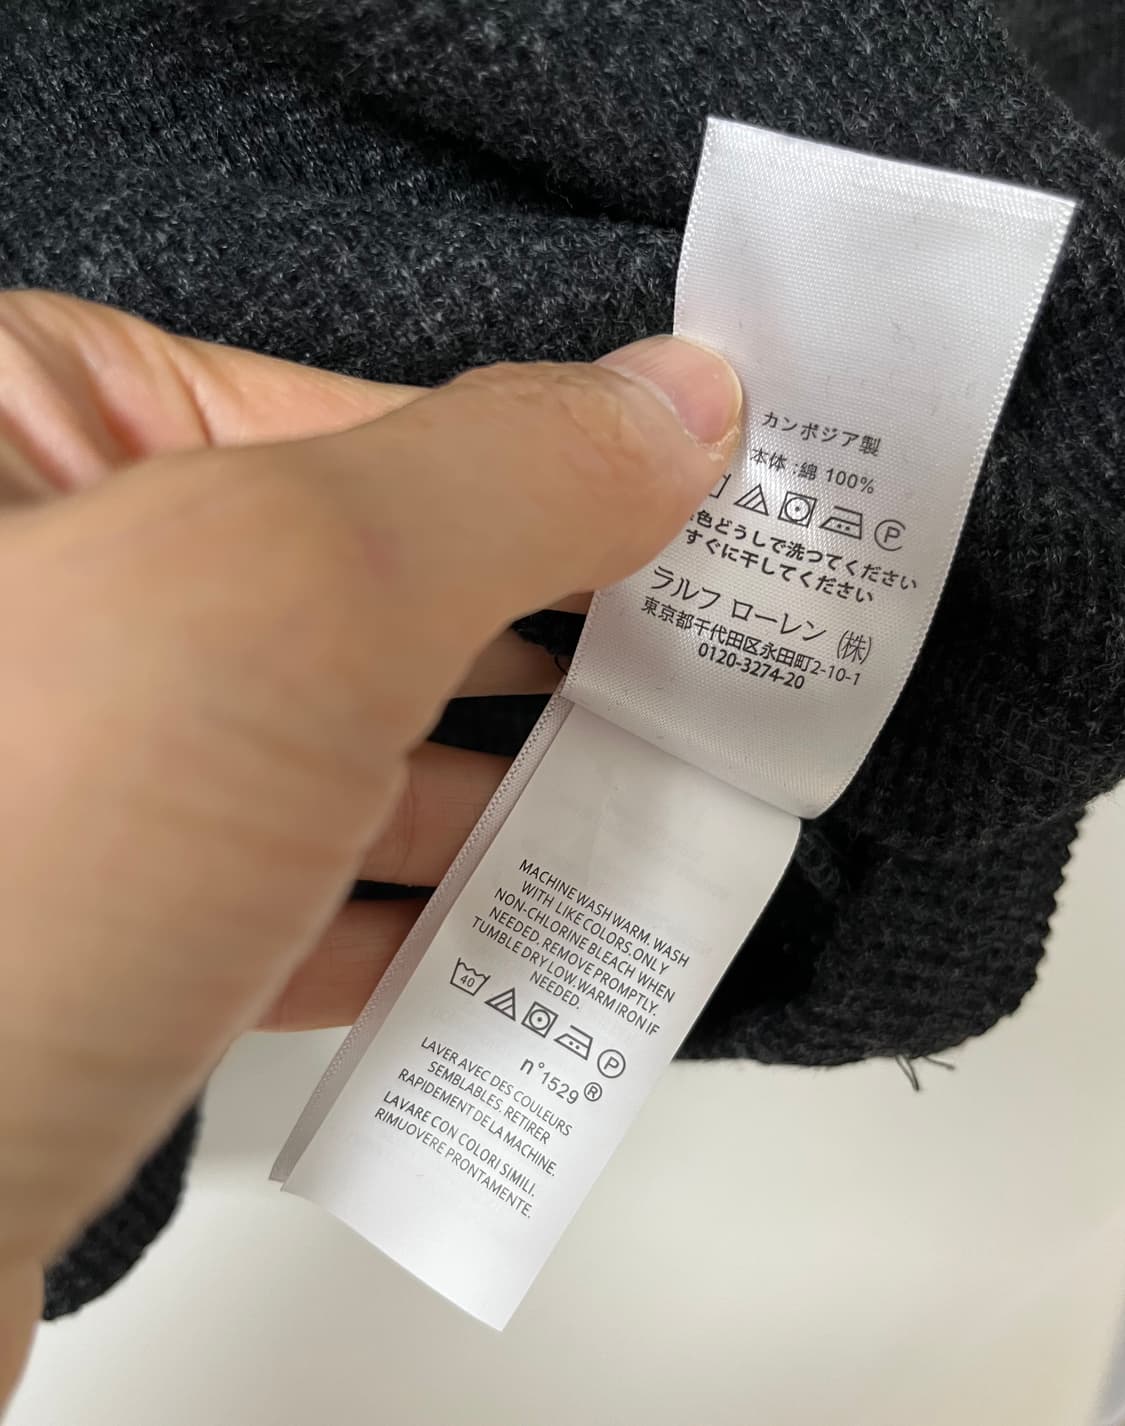 カンボジア製
本体 :綿 100%
色どうしで洗つてください
すぐに干してください
ラルフ ローレン (株)
東京都千代田区永田町2-10-1
0120-3274-20
MACHINE WASH WARM. WASH
WITH LIKE COLORS. ONLY
NON-CHLORINE BLEACH WHEN
NEEDED. REMOVE PROMPTLY.
TUMBLE DRY LOW. WARM IRON IF
NEEDED.
40 P
n°1529 ®
LAVER AVEC DES COULEURS
SEMBLABLES. RETIRER
RAPIDEMENT DE LA MACHINE.
LAVARE CON COLORI SIMILI.
RIMUOVERE PRONTAMENTE.